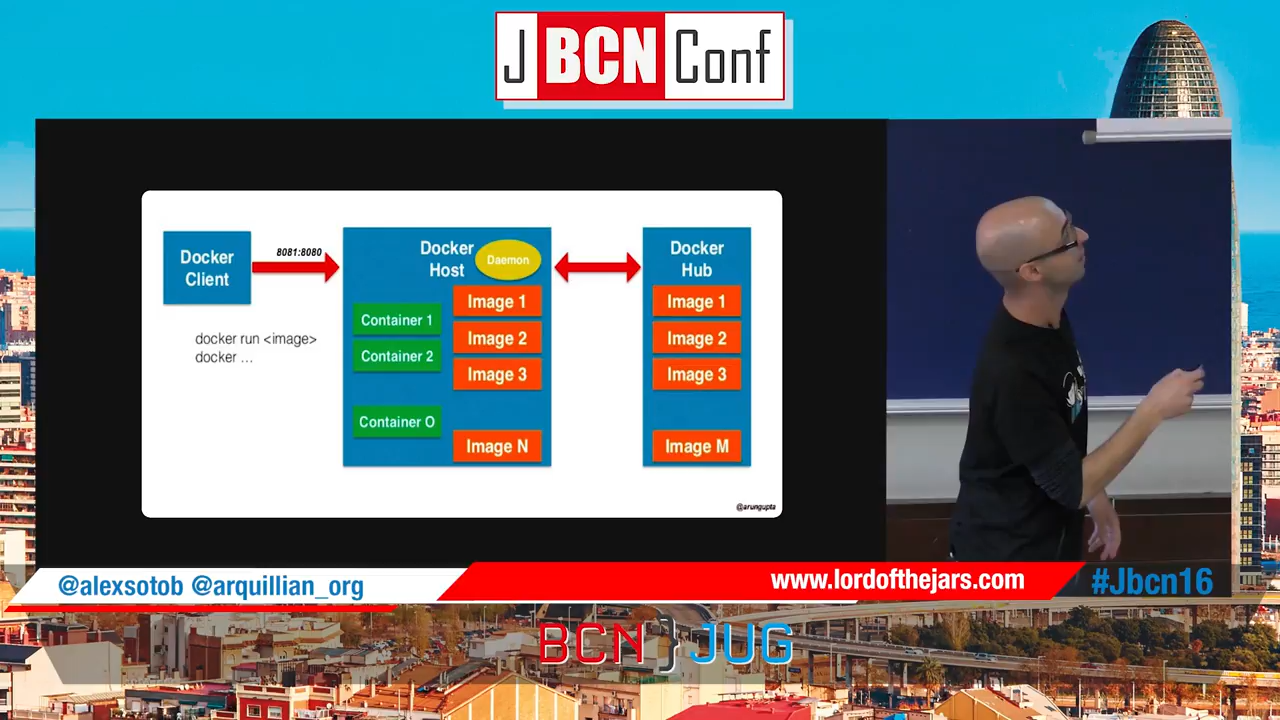 J BCN Conf
Docker
Client
8081:8080
docker run <image>
docker ...
Docker
Host
Daemon
Container 1
Container 2
Container O
Image 1
Image 2
Image 3
Image N
Docker
Hub
Image 1
Image 2
Image 3
Image M
@arungupta
@alexsotob @arquillian_org
www.lordofthejars.com
#Jbcn16
BCN JUG